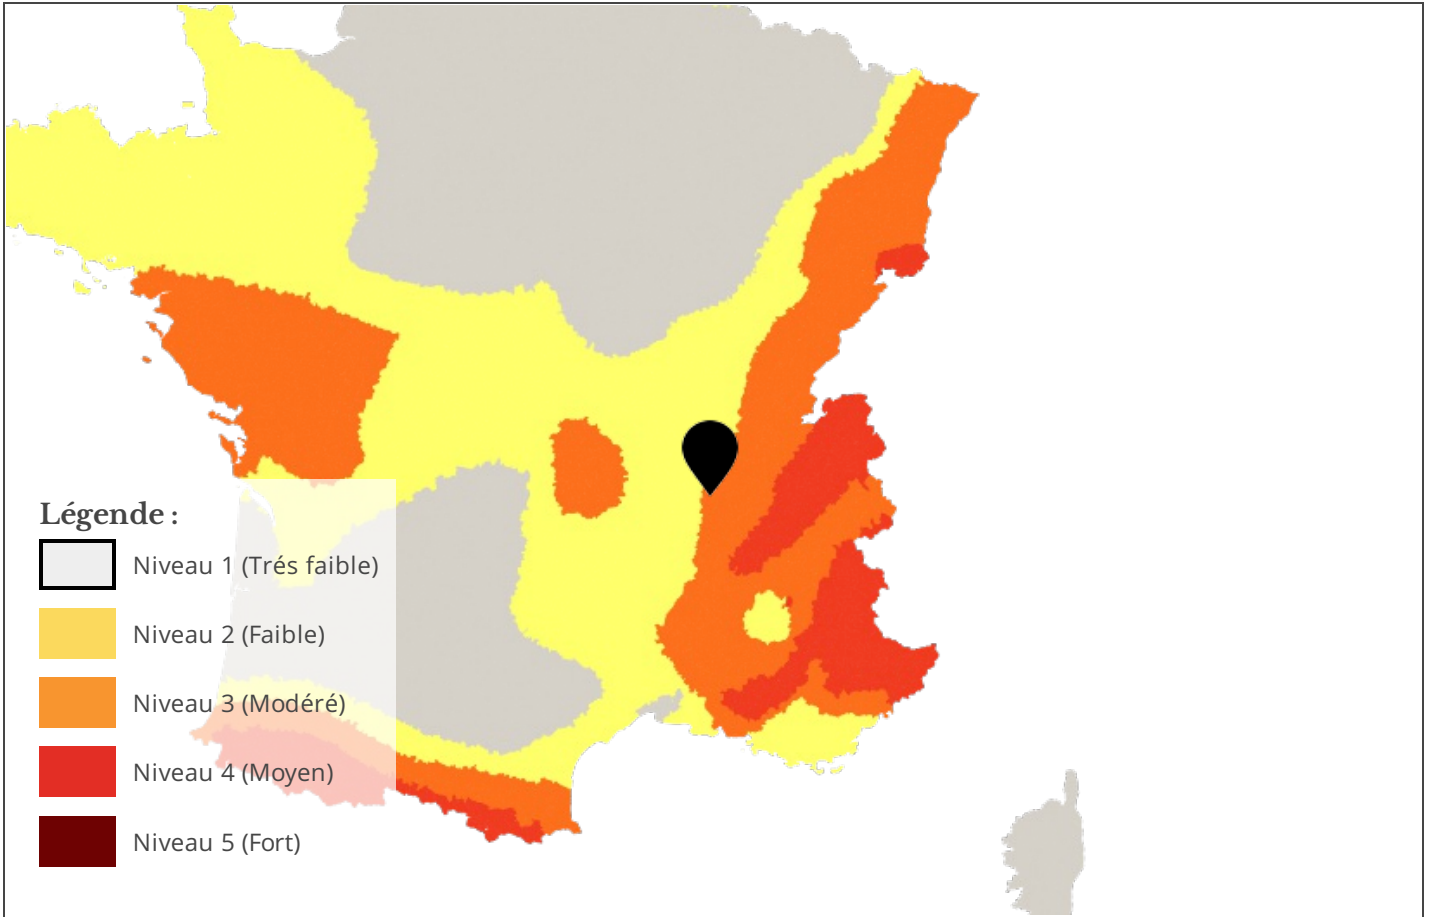 Légende :
Niveau 1 (Trés faible)
Niveau 2 (Faible)
Niveau 3 (Modéré)
Niveau 4 (Moyen)
Niveau 5 (Fort)